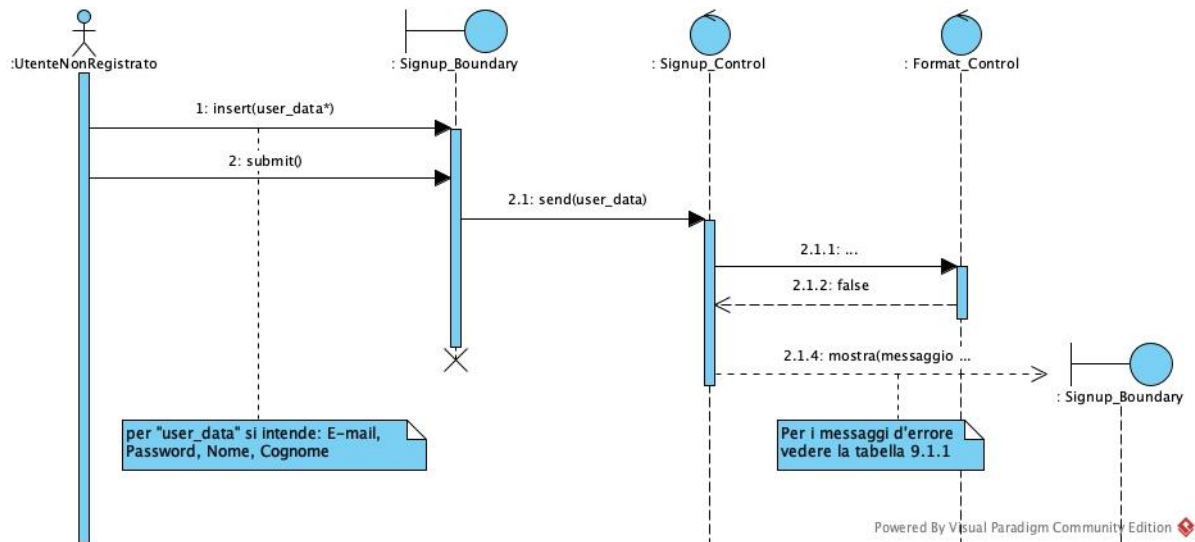 :UtenteNonRegistrato
: Signup_Boundary
: Signup_Control
: Format_Control
1: insert(user_data*)
2: submit()
2.1: send(user_data)
2.1.1: ...
2.1.2: false
2.1.4: mostra(messaggio ...
: Signup_Boundary
per "user_data" si intende: E-mail,
Password, Nome, Cognome
Per i messaggi d'errore
vedere la tabella 9.1.1
Powered By Visual Paradigm Community Edition